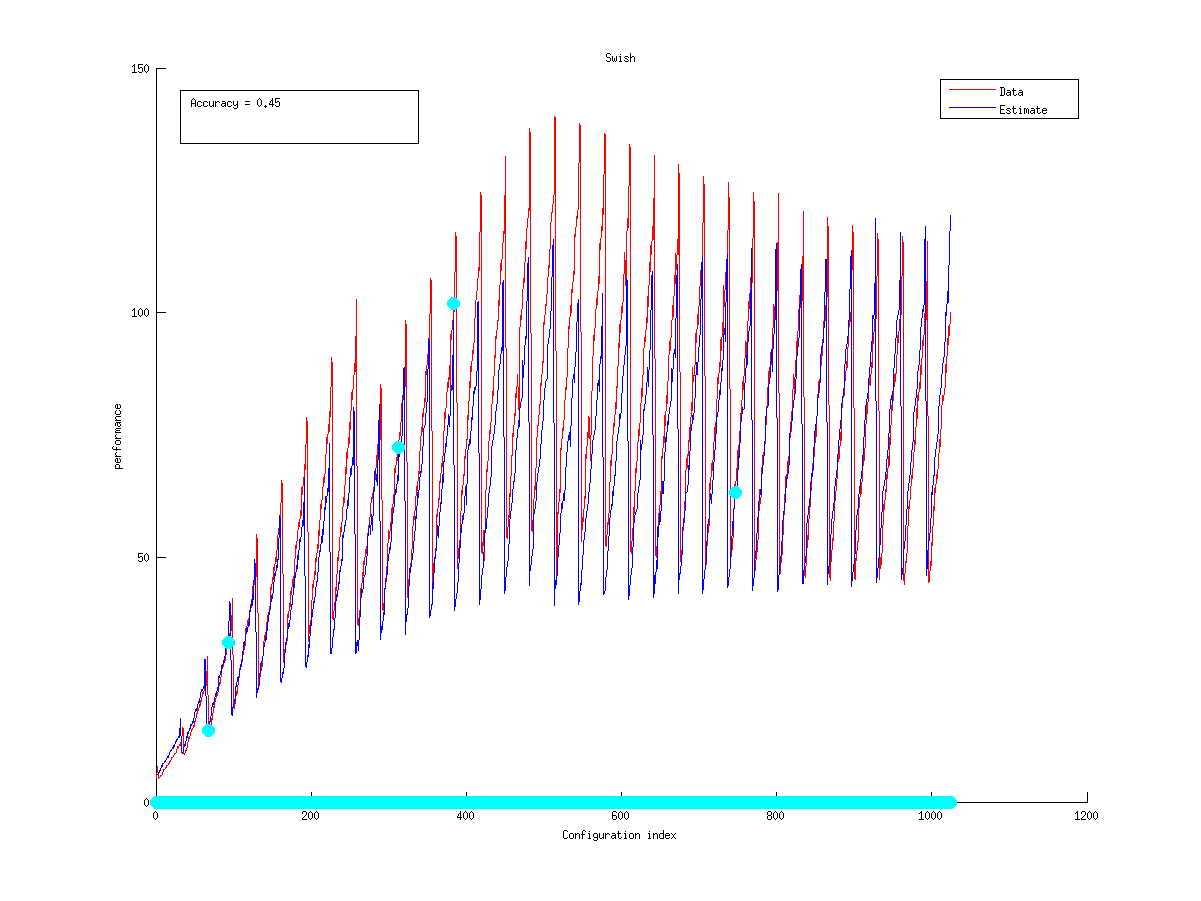 Swish
150
Accuracy = 0.45
Data
Estimate
100
performance
50
0
0 200 400 600 800 1000 1200
Configuration index